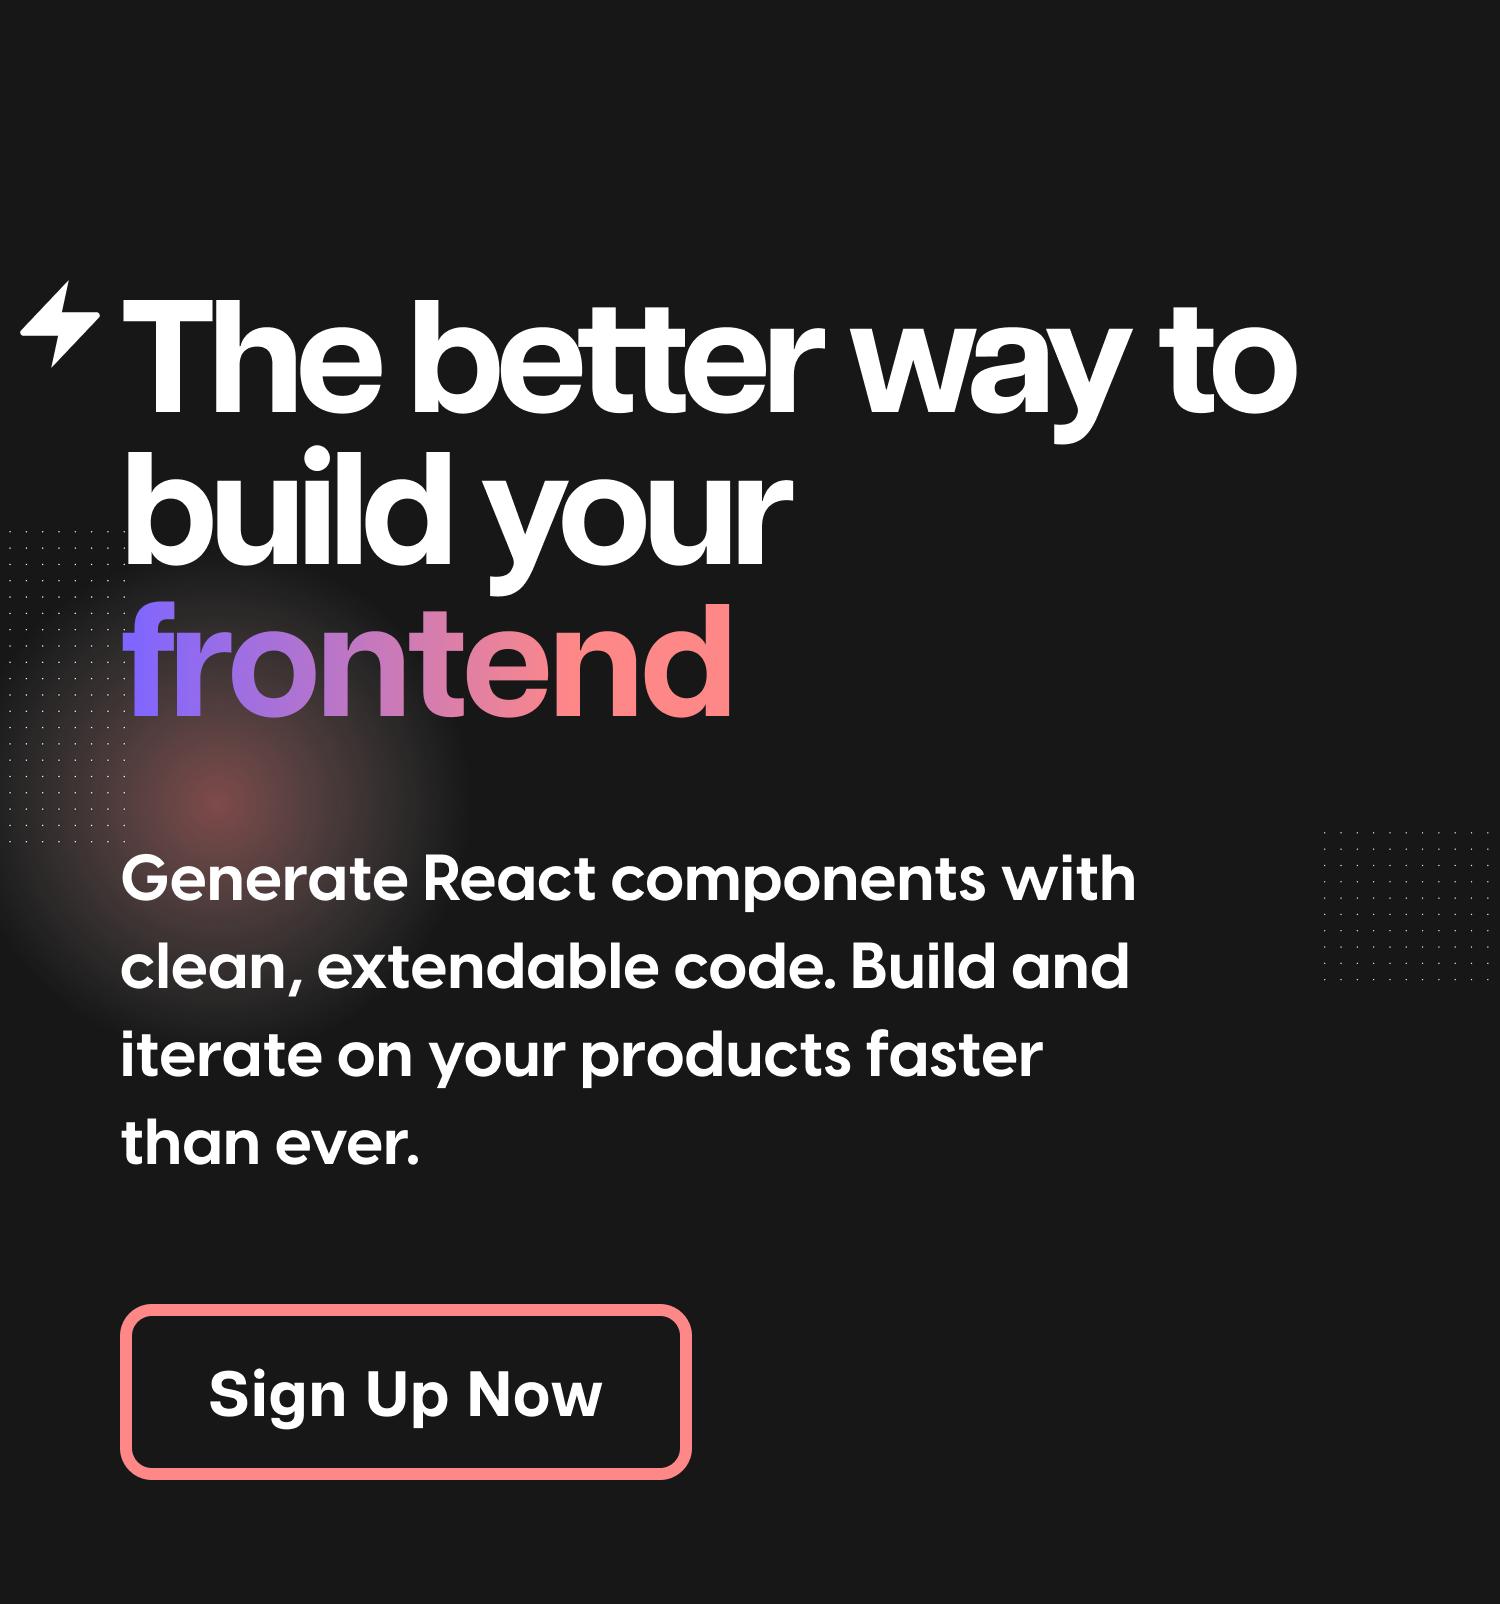 The better way to
build your
frontend
Generate React components with
clean, extendable code. Build and
iterate on your products faster
than ever.
Sign Up Now